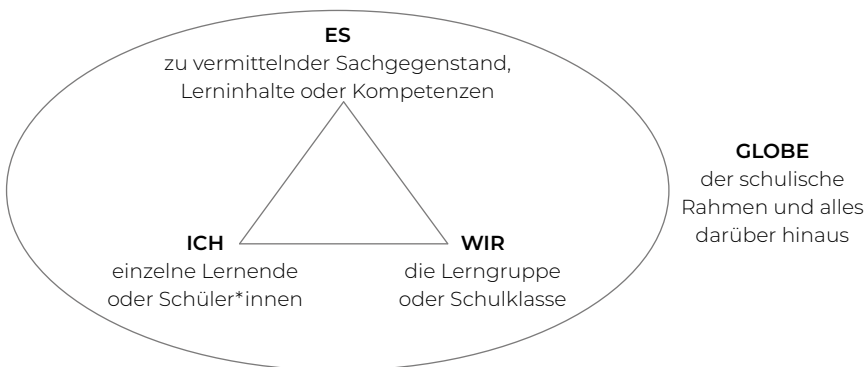 ES
zu vermittelnder Sachgegenstand,
Lerninhalte oder Kompetenzen
GLOBE
der schulische
Rahmen und alles
darüber hinaus
ICH
einzelne Lernende
oder Schüler*innen
WIR
die Lerngruppe
oder Schulklasse